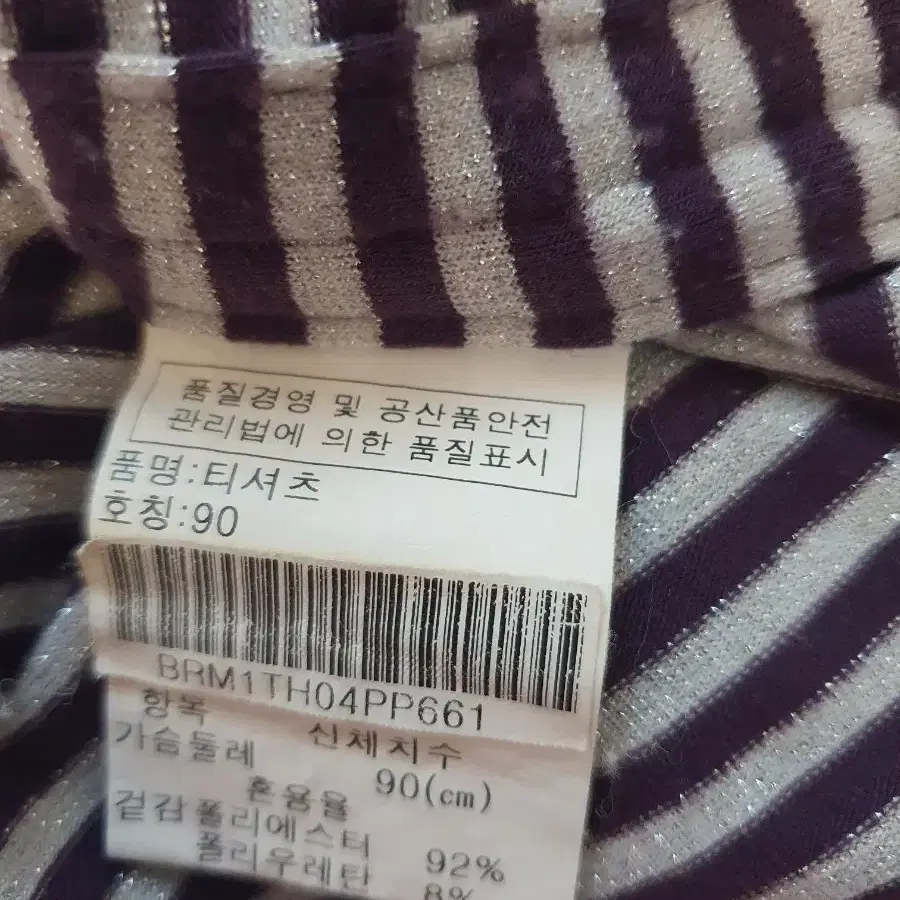 품질경영 및 공산품안전
관리법에 의한 품질표시
품명:티셔츠
호칭:90
BRM1TH04PP661
항목 신체치수
가슴둘레 90(cm)
혼용율
겉감폴리에스터 92%
폴리우레탄 8%